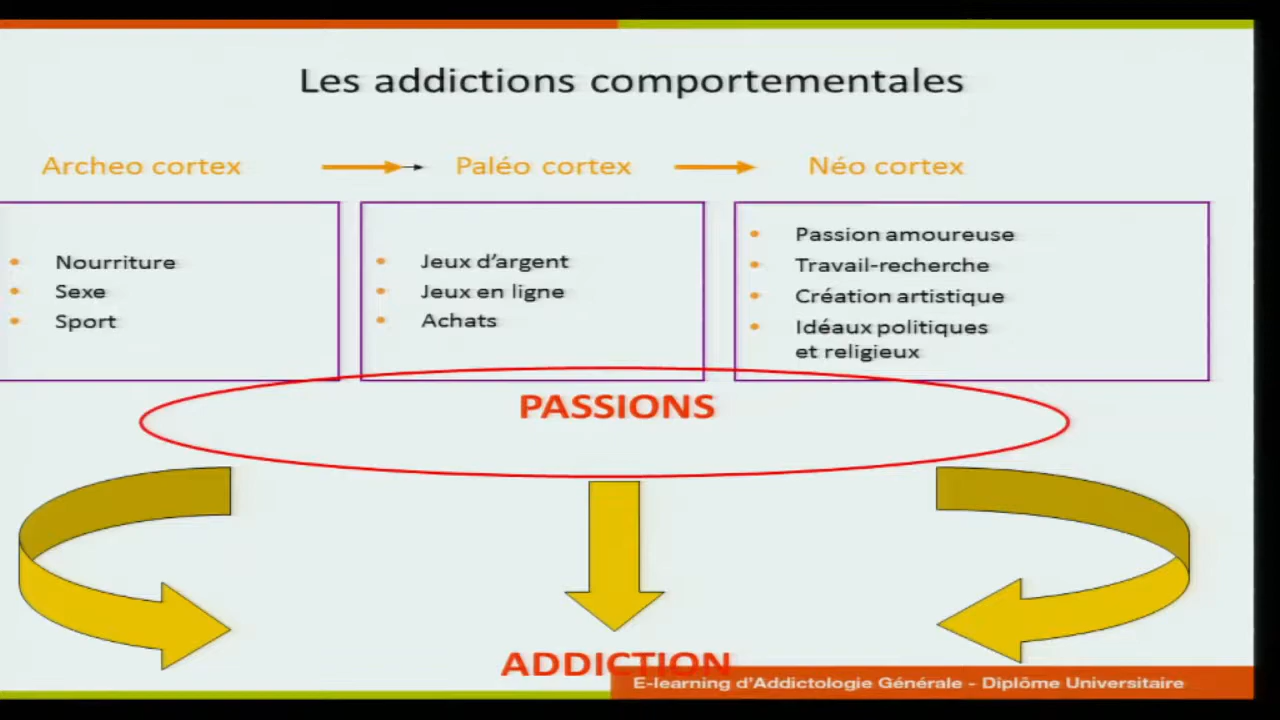 Les addictions comportementales
Archeo cortex
Paléo cortex
Néo cortex
Nourriture
Sexe
Sport
Jeux d’argent
Jeux en ligne
Achats
Passion amoureuse
Travail-recherche
Création artistique
Idéaux politiques
et religieux
PASSIONS
ADDICTION
E-learning d'Addictologie Générale - Diplôme Universitaire